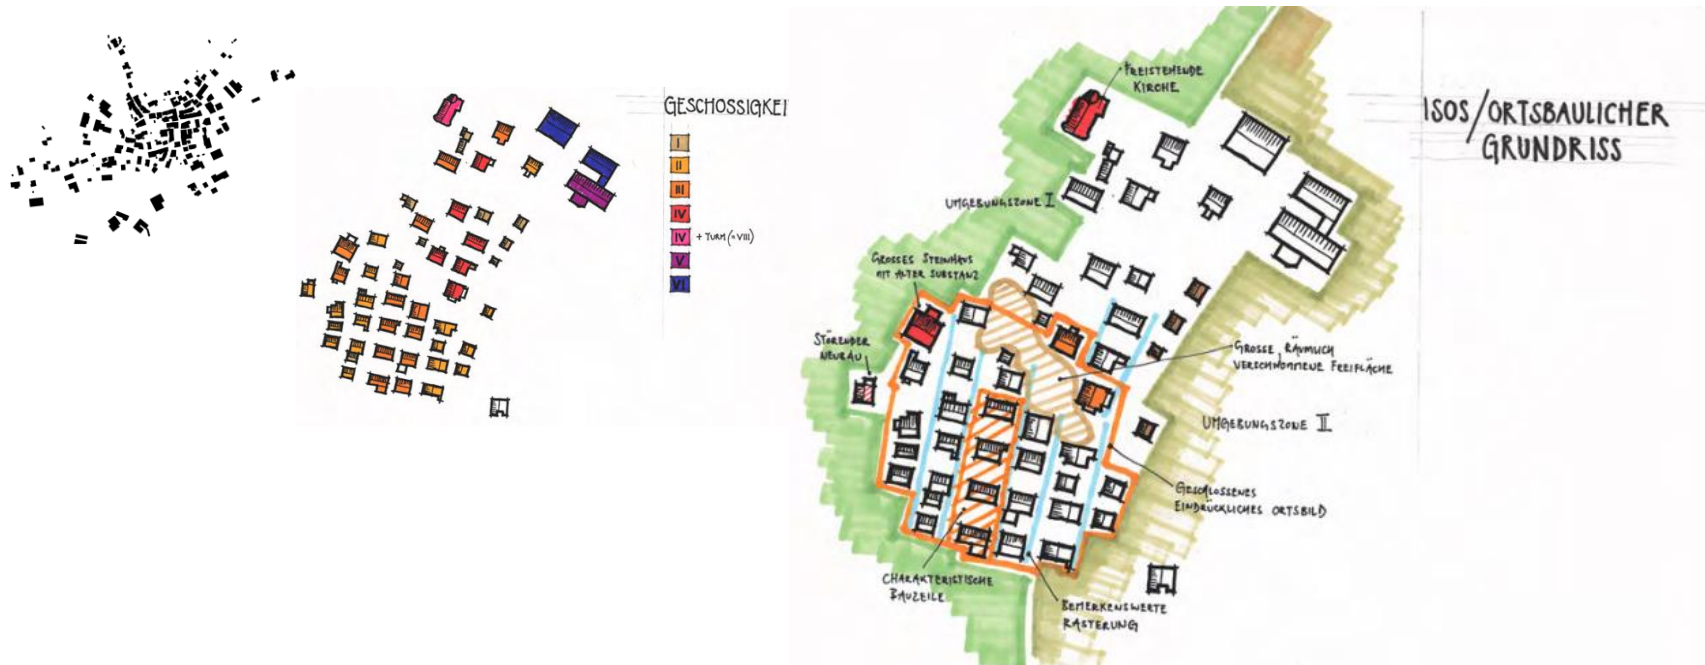 GESCHOSSIGKEI
I
II
III
IV
IV + TURM (=VIII)
V
VI
ISOS/ORTSBAULICHER
GRUNDRISS
FREISTEHENDE
KIRCHE
UMGEBUNGSZONE I
GROSSES STEINHAUS
MIT ALTER SUBSTANZ
STÖRENDER
NEUBAU
GROSSE, RÄUMLICH
VERSCHWOMMENE FREIFLÄCHE
UMGEBUNGSZONE II
GESCHLOSSENES
EINDRÜCKLICHES ORTSBILD
CHARAKTERISTISCHE
BAUZEILE
BEMERKENSWERTE
RASTERUNG